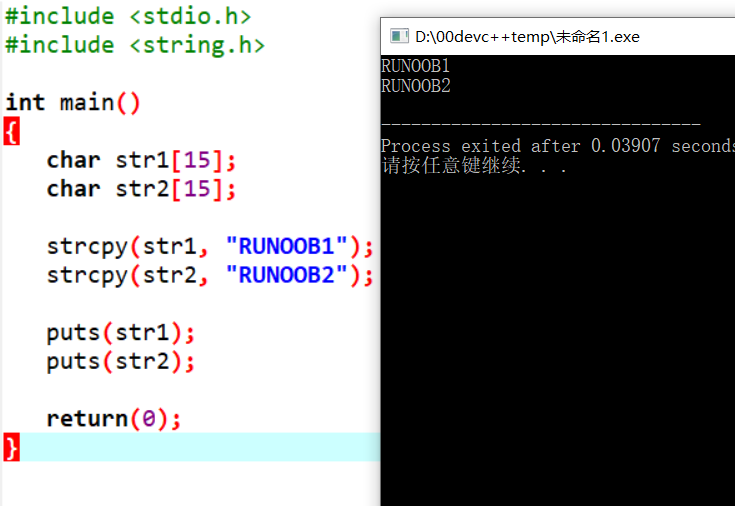 #include <stdio.h>
#include <string.h>
int main()
{
char str1[15];
char str2[15];
strcpy(str1, "RUNOOB1");
strcpy(str2, "RUNOOB2");
puts(str1);
puts(str2);
return(0);
}
D:\00devc++temp\未命名1.exe
RUNOOB1
RUNOOB2
--------------------------------
Process exited after 0.03907 seconds
请按任意键继续. . .